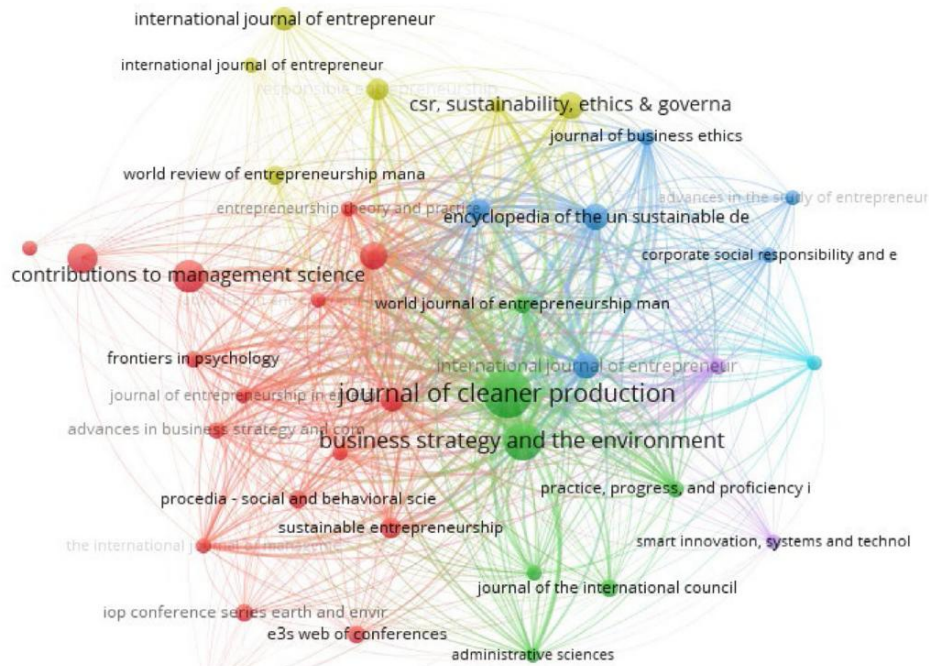 international journal of entrepreneur
international journal of entrepreneur
responsible entrepreneurship
csr, sustainability, ethics & governa
journal of business ethics
world review of entrepreneurship mana
advances in the study of entrepreneur
entrepreneurship theory and practice
encyclopedia of the un sustainable de
corporate social responsibility and e
contributions to management science
world journal of entrepreneurship man
frontiers in psychology
international journal of entrepreneur
journal of entrepreneurship in em
journal of cleaner production
advances in business strategy and com
business strategy and the environment
practice, progress, and proficiency i
procedia - social and behavioral scie
sustainable entrepreneurship
smart innovation, systems and technol
the international journal of
journal of the international council
iop conference series earth and envir
e3s web of conferences
administrative sciences